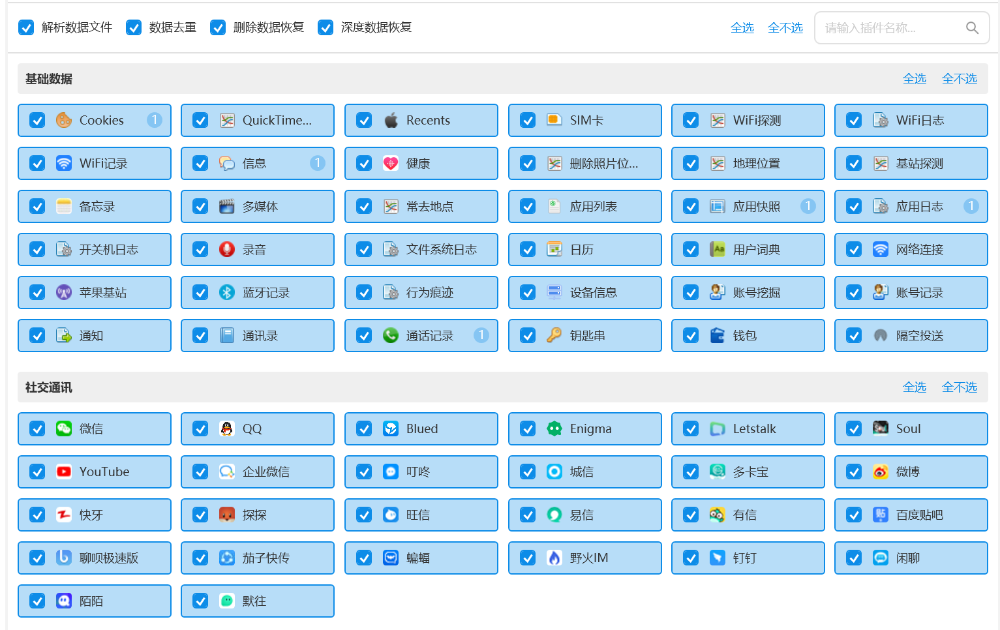 解析数据文件 数据去重 删除数据恢复 深度数据恢复 全选 全不选 请输入插件名称...
基础数据 全选 全不选
Cookies 1 QuickTime... Recents SIM卡 WiFi探测 WiFi日志
WiFi记录 信息 1 健康 删除照片位... 地理位置 基站探测
备忘录 多媒体 常去地点 应用列表 应用快照 1 应用日志 1
开关机日志 录音 文件系统日志 日历 用户词典 网络连接
苹果基站 蓝牙记录 行为痕迹 设备信息 账号挖掘 账号记录
通知 通讯录 通话记录 1 钥匙串 钱包 隔空投送
社交通讯 全选 全不选
微信 QQ Blued Enigma Letstalk Soul
YouTube 企业微信 叮咚 城信 多卡宝 微博
快牙 探探 旺信 易信 有信 百度贴吧
聊呗极速版 茄子快传 蝙蝠 野火IM 钉钉 闲聊
陌陌 默往